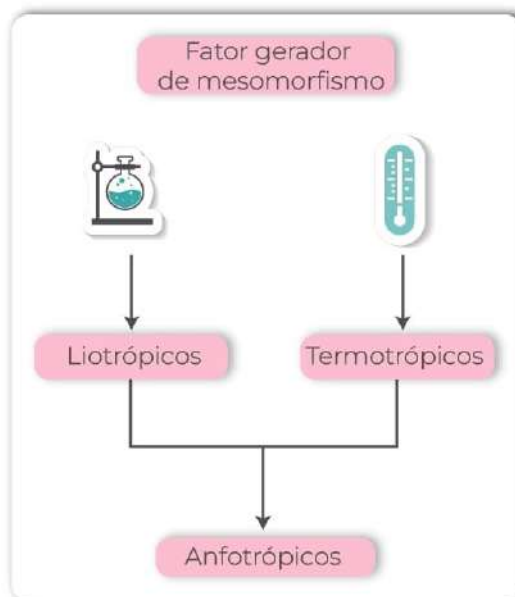 Fator gerador
de mesomorfismo
Liotrópicos
Termotrópicos
Anfotrópicos